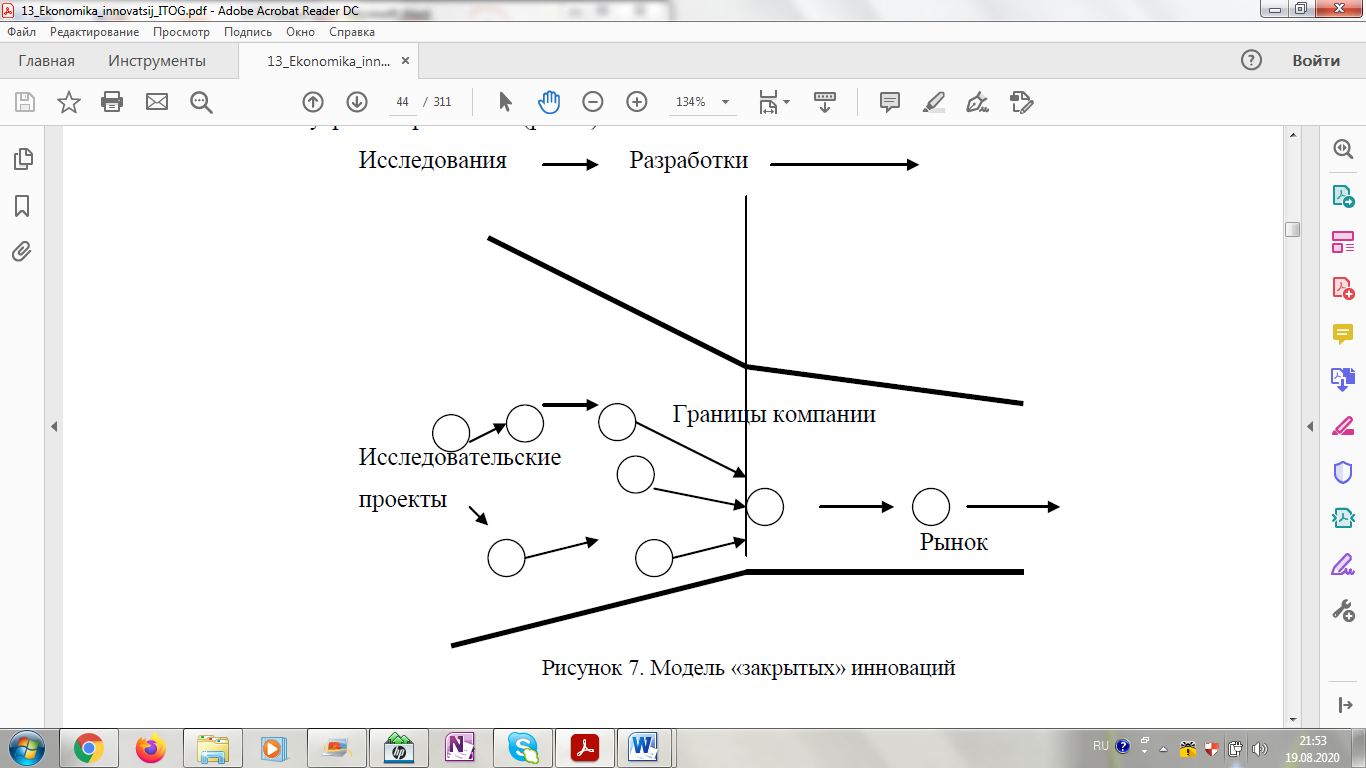 13_Ekonomika_innovatsij_ITOG.pdf - Adobe Acrobat Reader DC
Файл Редактирование Просмотр Подпись Окно Справка
Главная Инструменты 13_Ekonomika_inn... × Войти
44 / 311 134%
Исследования Разработки
Границы компании
Исследовательские
проекты
Рынок
Рисунок 7. Модель «закрытых» инноваций
RU 21:53
19.08.2020